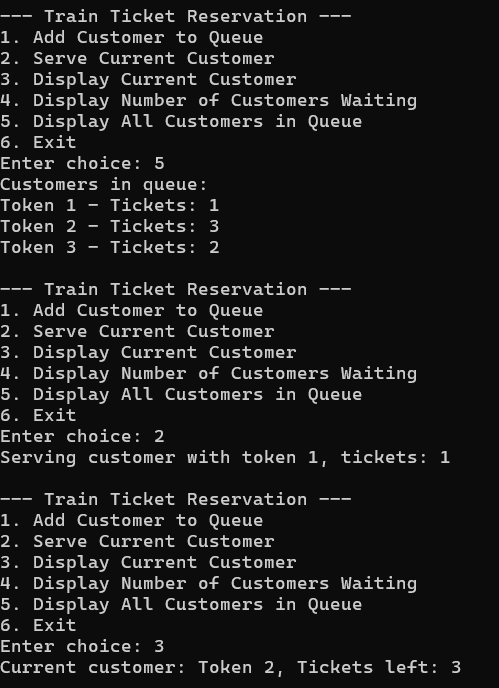 --- Train Ticket Reservation ---
1. Add Customer to Queue
2. Serve Current Customer
3. Display Current Customer
4. Display Number of Customers Waiting
5. Display All Customers in Queue
6. Exit
Enter choice: 5
Customers in queue:
Token 1 - Tickets: 1
Token 2 - Tickets: 3
Token 3 - Tickets: 2

--- Train Ticket Reservation ---
1. Add Customer to Queue
2. Serve Current Customer
3. Display Current Customer
4. Display Number of Customers Waiting
5. Display All Customers in Queue
6. Exit
Enter choice: 2
Serving customer with token 1, tickets: 1

--- Train Ticket Reservation ---
1. Add Customer to Queue
2. Serve Current Customer
3. Display Current Customer
4. Display Number of Customers Waiting
5. Display All Customers in Queue
6. Exit
Enter choice: 3
Current customer: Token 2, Tickets left: 3